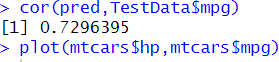 > cor(pred,TestData$mpg)
[1] 0.7296395
> plot(mtcars$hp,mtcars$mpg)